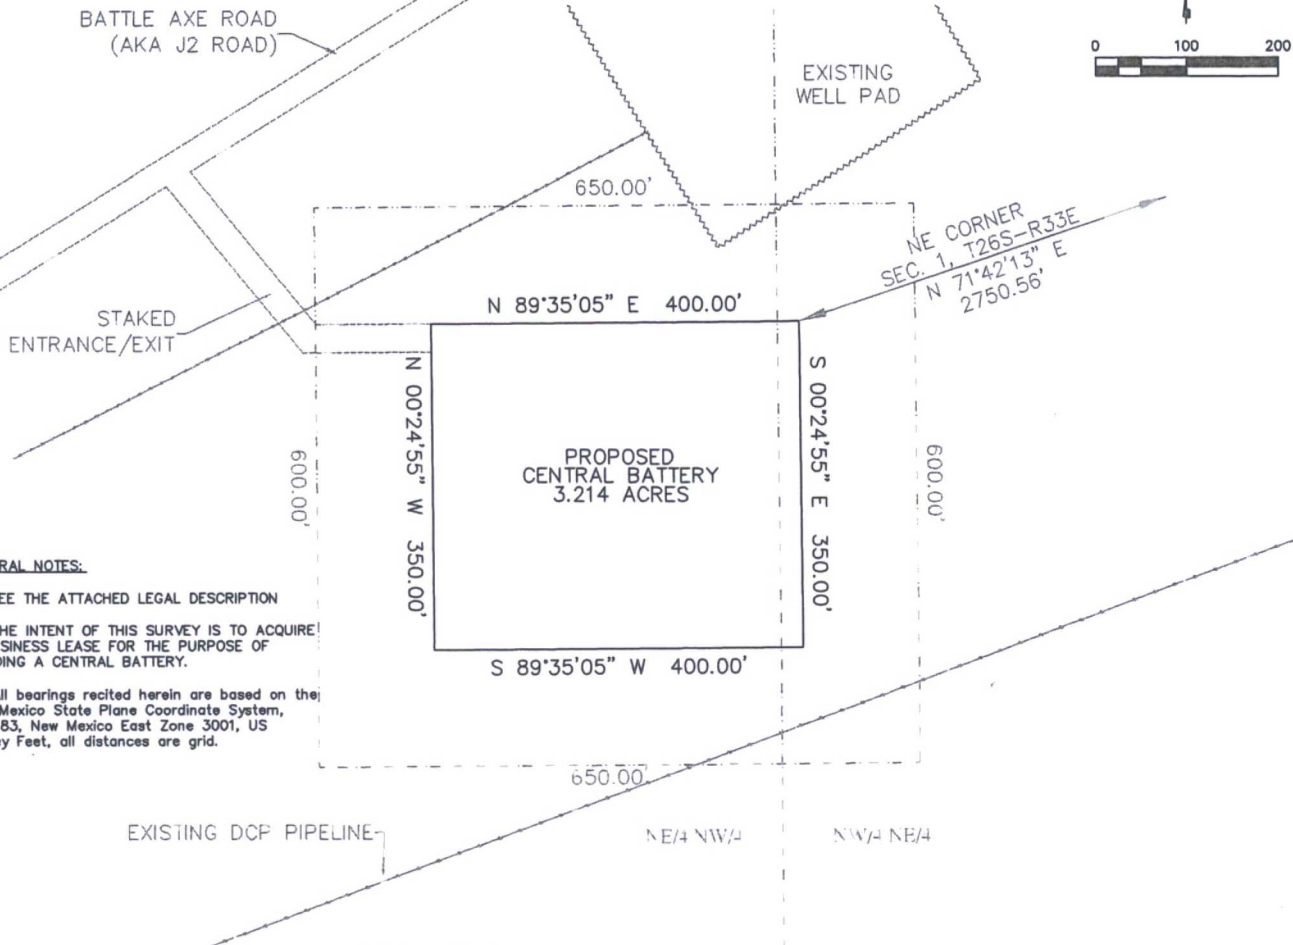 BATTLE AXE ROAD
(AKA J2 ROAD)
0 100 200
EXISTING
WELL PAD
650.00'
NE CORNER
SEC. 1, T26S-R33E
N 71°42'13" E
2750.56'
STAKED
ENTRANCE/EXIT
N 89°35'05" E 400.00'
N 00°24'55" W 350.00'
S 00°24'55" E 350.00'
600.00'
600.00'
PROPOSED
CENTRAL BATTERY
3.214 ACRES
S 89°35'05" W 400.00'
RAL NOTES:
EE THE ATTACHED LEGAL DESCRIPTION
HE INTENT OF THIS SURVEY IS TO ACQUIRE
SINESS LEASE FOR THE PURPOSE OF
DING A CENTRAL BATTERY.
ll bearings recited herein are based on the
Mexico State Plane Coordinate System,
83, New Mexico East Zone 3001, US
y Feet, all distances are grid.
650.00'
EXISTING DCP PIPELINE
NE/4 NW/4
NW/4 NE/4